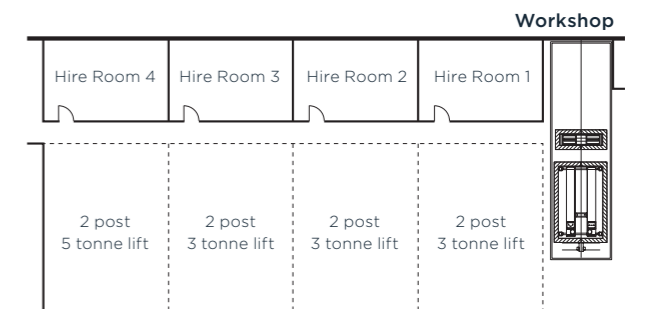 Workshop
Hire Room 4
Hire Room 3
Hire Room 2
Hire Room 1
2 post
5 tonne lift
2 post
3 tonne lift
2 post
3 tonne lift
2 post
3 tonne lift